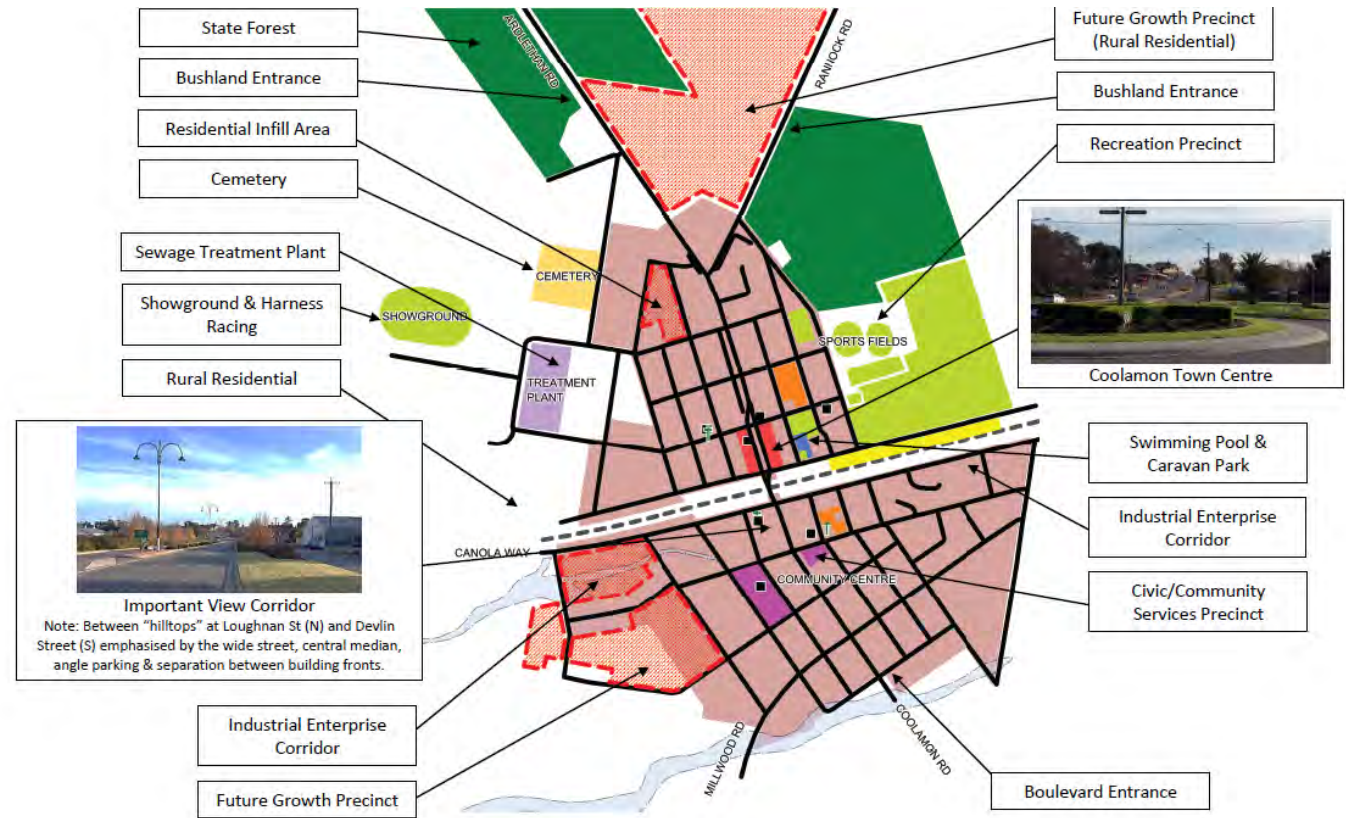 State Forest
Bushland Entrance
Residential Infill Area
Cemetery
Sewage Treatment Plant
Showground & Harness
Racing
Rural Residential
Important View Corridor
Note: Between "hilltops" at Loughnan St (N) and Devlin
Street (S) emphasised by the wide street, central median,
angle parking & separation between building fronts.
Industrial Enterprise
Corridor
Future Growth Precinct
ARDLETHAN RD
RANNOCK RD
CEMETERY
SHOWGROUND
TREATMENT
PLANT
SPORTS FIELDS
CANOLA WAY
COMMUNITY CENTRE
MILLWOOD RD
COOLAMON RD
Future Growth Precinct
(Rural Residential)
Bushland Entrance
Recreation Precinct
Coolamon Town Centre
Swimming Pool &
Caravan Park
Industrial Enterprise
Corridor
Civic/Community
Services Precinct
Boulevard Entrance